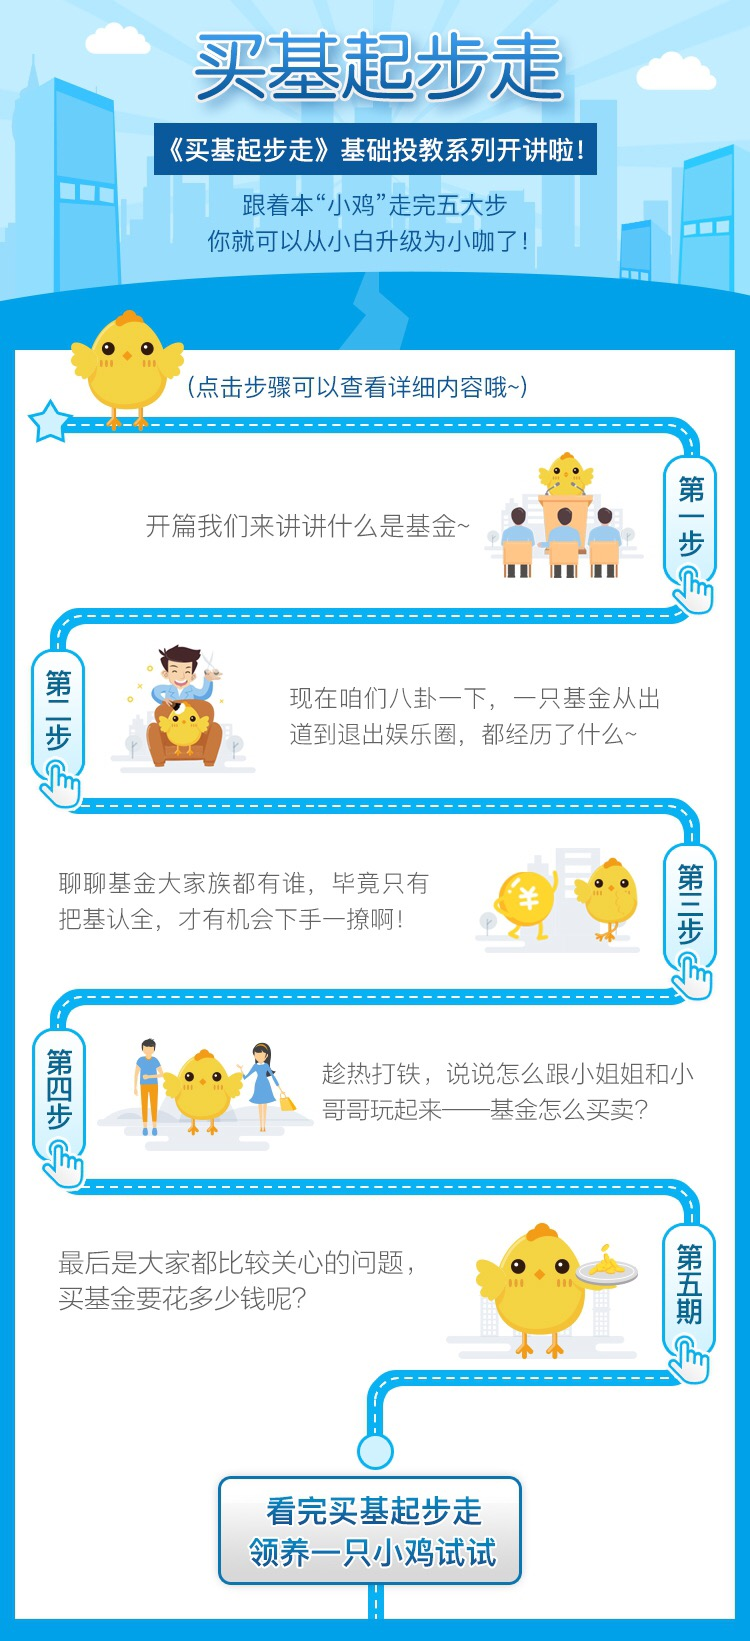 买基起步走
《买基起步走》基础投教系列开讲啦！
跟着本“小鸡”走完五大步
你就可以从小白升级为小咖了！
（点击步骤可以查看详细内容哦~）
第一步
开篇我们来讲讲什么是基金~
第二步
现在咱们八卦一下，一只基金从出
道到退出娱乐圈，都经历了什么~
第三步
聊聊基金大家族都有谁，毕竟只有
把基认全，才有机会下手一撩啊！
¥
第四步
趁热打铁，说说怎么跟小姐姐和小
哥哥玩起来——基金怎么买卖？
第五期
最后是大家都比较关心的问题，
买基金要花多少钱呢？
看完买基起步走
领养一只小鸡试试